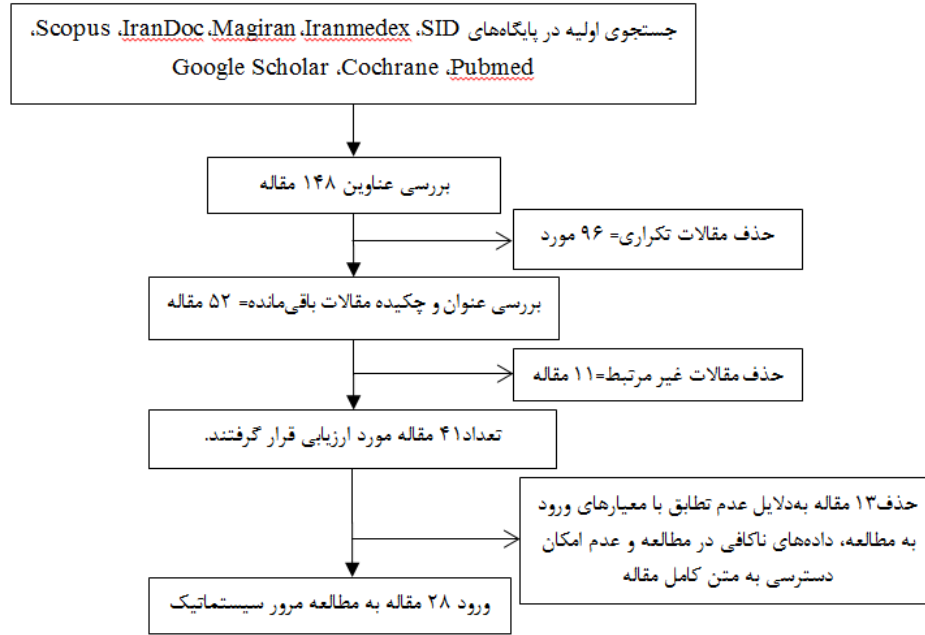 جستجوی اولیه در پایگاه‌های Scopus ،IranDoc ،Magiran ،Iranmedex ،SID،
Google Scholar ،Cochrane ،Pubmed
بررسی عناوین ۱۴۸ مقاله
حذف مقالات تکراری= ۹۶ مورد
بررسی عنوان و چکیده مقالات باقی‌مانده= ۵۲ مقاله
حذف مقالات غیر مرتبط=۱۱ مقاله
تعداد۴۱ مقاله مورد ارزیابی قرار گرفتند.
حذف۱۳ مقاله به‌دلایل عدم تطابق با معیارهای ورود
به مطالعه، داده‌های ناکافی در مطالعه و عدم امکان
دسترسی به متن کامل مقاله
ورود ۲۸ مقاله به مطالعه مرور سیستماتیک